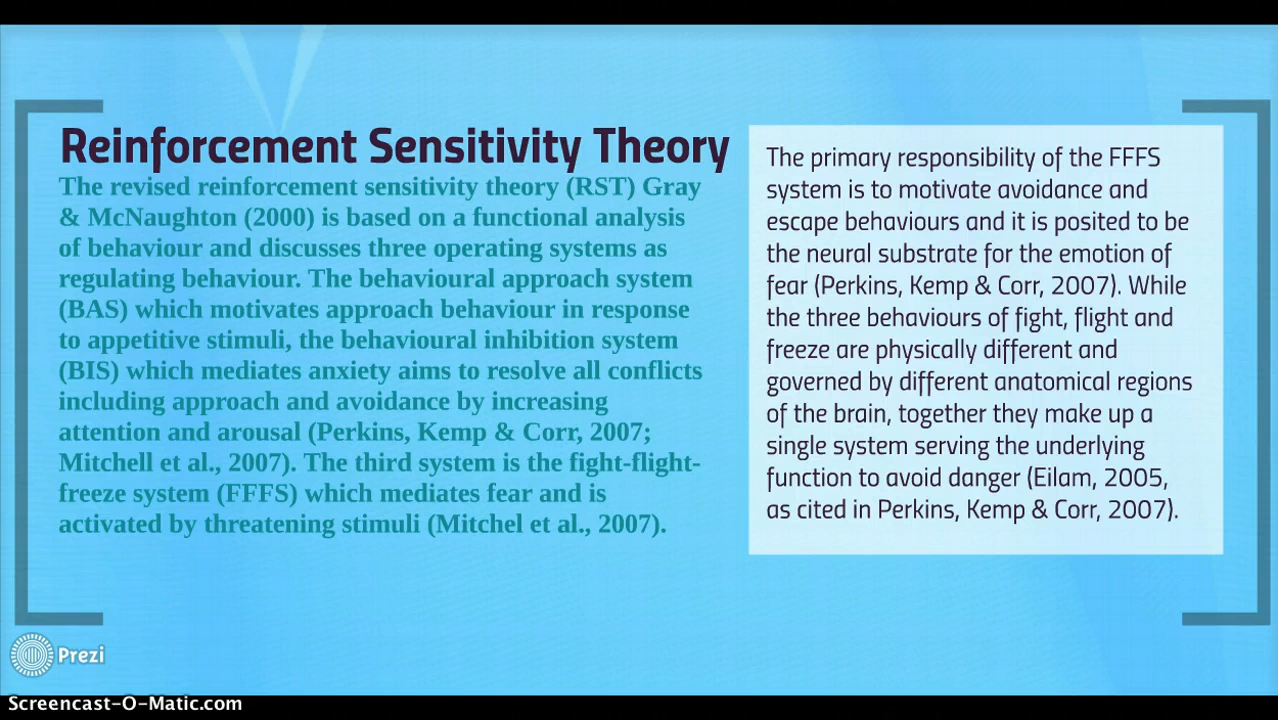 Reinforcement Sensitivity Theory
The revised reinforcement sensitivity theory (RST) Gray
& McNaughton (2000) is based on a functional analysis
of behaviour and discusses three operating systems as
regulating behaviour. The behavioural approach system
(BAS) which motivates approach behaviour in response
to appetitive stimuli, the behavioural inhibition system
(BIS) which mediates anxiety aims to resolve all conflicts
including approach and avoidance by increasing
attention and arousal (Perkins, Kemp & Corr, 2007;
Mitchell et al., 2007). The third system is the fight-flight-
freeze system (FFFS) which mediates fear and is
activated by threatening stimuli (Mitchel et al., 2007).
The primary responsibility of the FFFS
system is to motivate avoidance and
escape behaviours and it is posited to be
the neural substrate for the emotion of
fear (Perkins, Kemp & Corr, 2007). While
the three behaviours of fight, flight and
freeze are physically different and
governed by different anatomical regions
of the brain, together they make up a
single system serving the underlying
function to avoid danger (Eilam, 2005,
as cited in Perkins, Kemp & Corr, 2007).
Prezi
Screencast-O-Matic.com